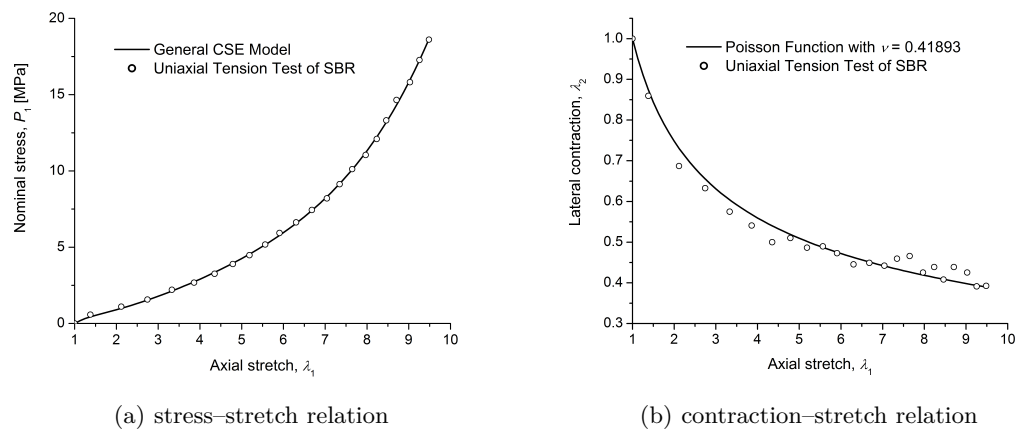 20
15
10
5
0
Nominal stress, P1 [MPa]
General CSE Model
Uniaxial Tension Test of SBR
1 2 3 4 5 6 7 8 9 10
Axial stretch, λ1
(a) stress–stretch relation
1.0
0.9
0.8
0.7
0.6
0.5
0.4
0.3
Lateral contraction, λ2
Poisson Function with ν = 0.41893
Uniaxial Tension Test of SBR
1 2 3 4 5 6 7 8 9 10
Axial stretch, λ1
(b) contraction–stretch relation